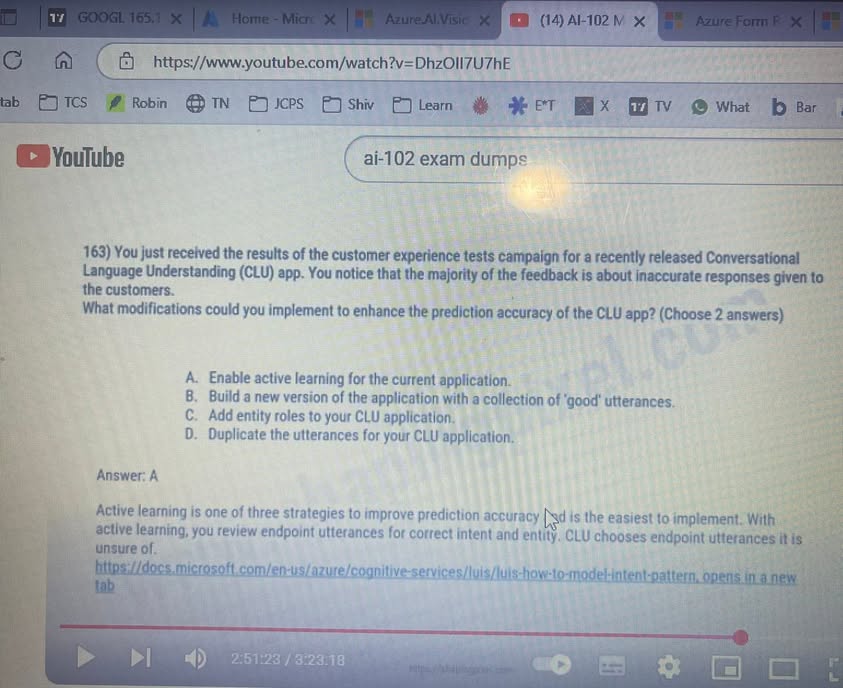 GOOGL 165.1
Home - Micro
Azure.AI.Visio
(14) AI-102 M
Azure Form R
https://www.youtube.com/watch?v=DhzOII7U7hE
tab TCS Robin TN JCPS Shiv Learn E*T X TV What Bar
YouTube
ai-102 exam dumps
163) You just received the results of the customer experience tests campaign for a recently released Conversational
Language Understanding (CLU) app. You notice that the majority of the feedback is about inaccurate responses given to
the customers.
What modifications could you implement to enhance the prediction accuracy of the CLU app? (Choose 2 answers)
A. Enable active learning for the current application.
B. Build a new version of the application with a collection of 'good' utterances.
C. Add entity roles to your CLU application.
D. Duplicate the utterances for your CLU application.
Answer: A
Active learning is one of three strategies to improve prediction accuracy and is the easiest to implement. With
active learning, you review endpoint utterances for correct intent and entity. CLU chooses endpoint utterances it is
unsure of.
https://docs.microsoft.com/en-us/azure/cognitive-services/luis/luis-how-to-model-intent-pattern, opens in a new
tab
2:51:23 / 3:23:18